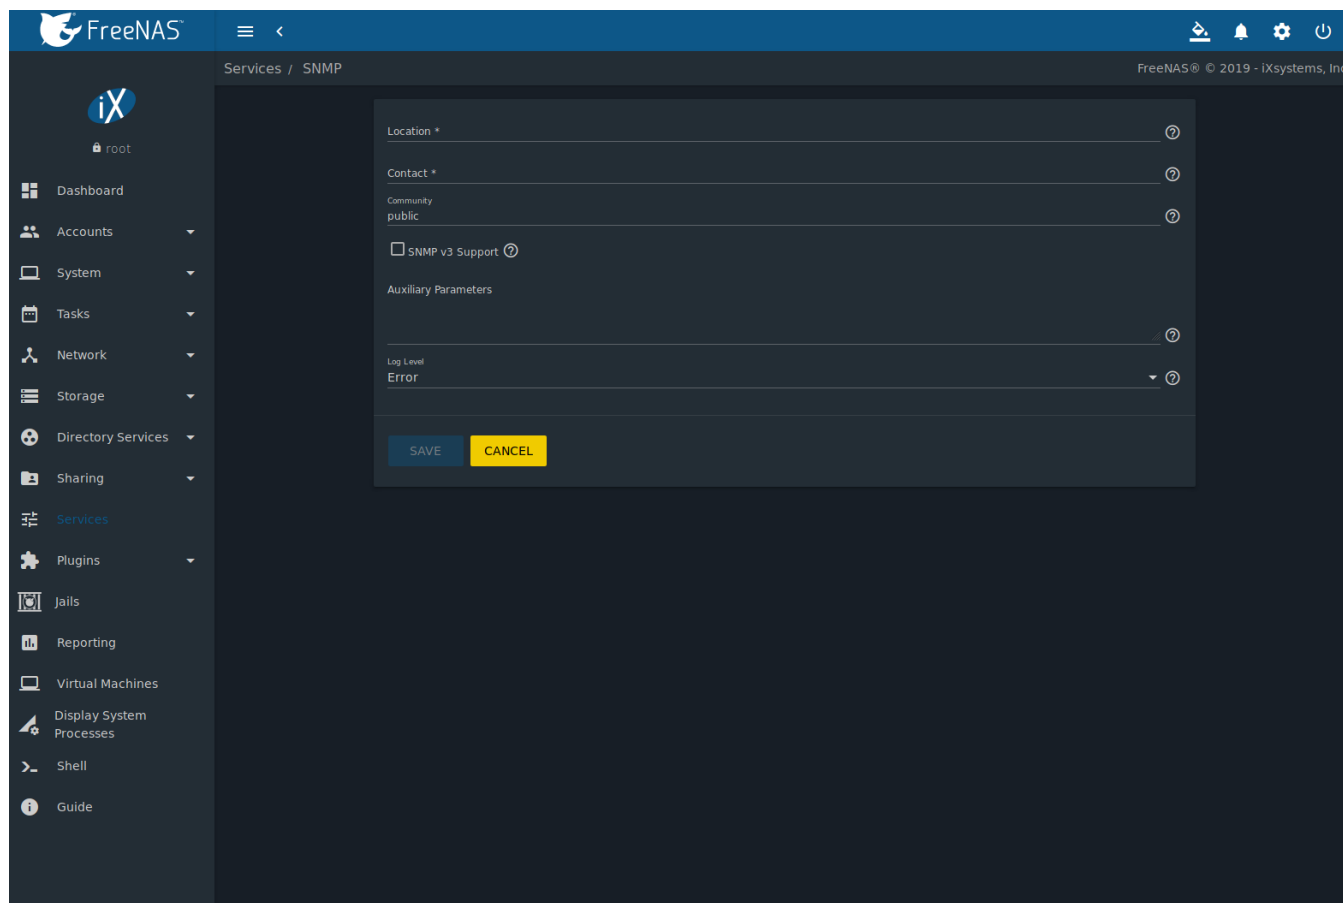 FreeNAS™
Services / SNMP
FreeNAS® © 2019 - iXsystems, Inc
iX
root
Dashboard
Accounts
System
Tasks
Network
Storage
Directory Services
Sharing
Services
Plugins
Jails
Reporting
Virtual Machines
Display System
Processes
Shell
Guide
Location *
Contact *
Community
public
SNMP v3 Support
Auxiliary Parameters
Log Level
Error
SAVE
CANCEL